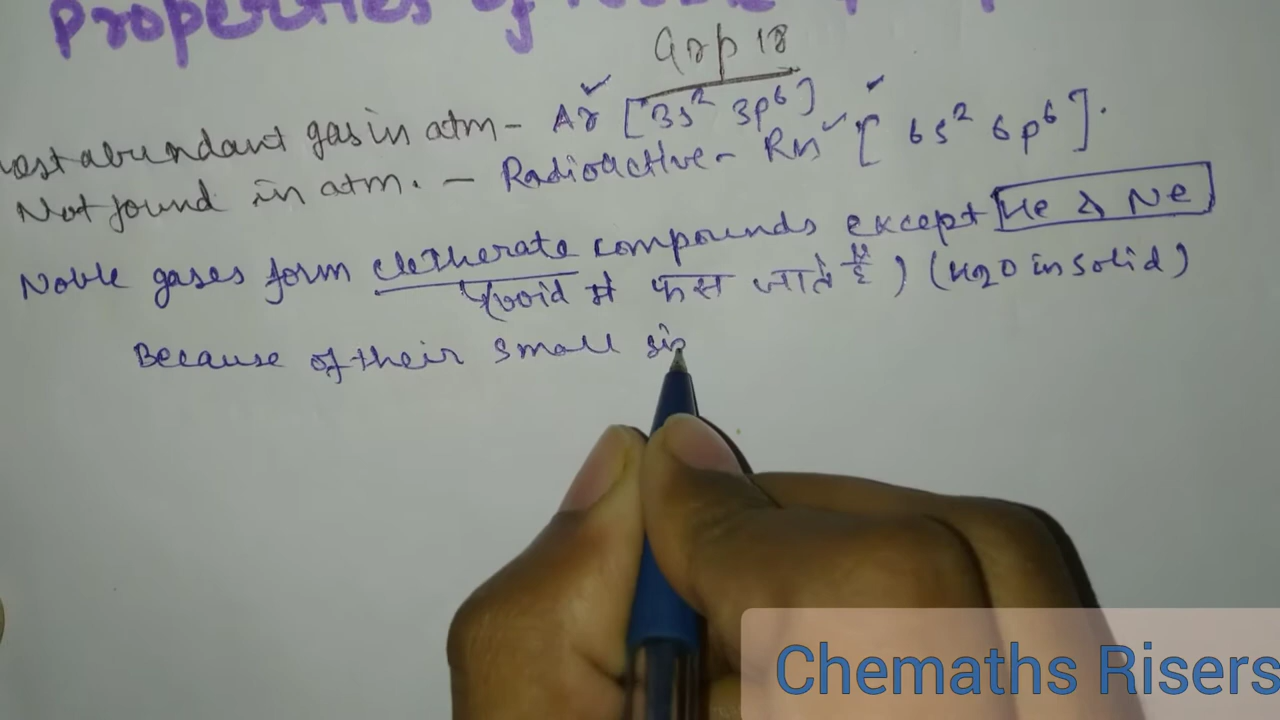 Properties of
Grp 18
abundant gas in atm - Ar [3s² 3p⁶]
Not found in atm. - Radioactive - Rn [6s² 6p⁶].
Noble gases form cletherate compounds except He & Ne
(void में फस जाते हैं) (H₂O in solid)
Because of their small si
Chemaths Risers